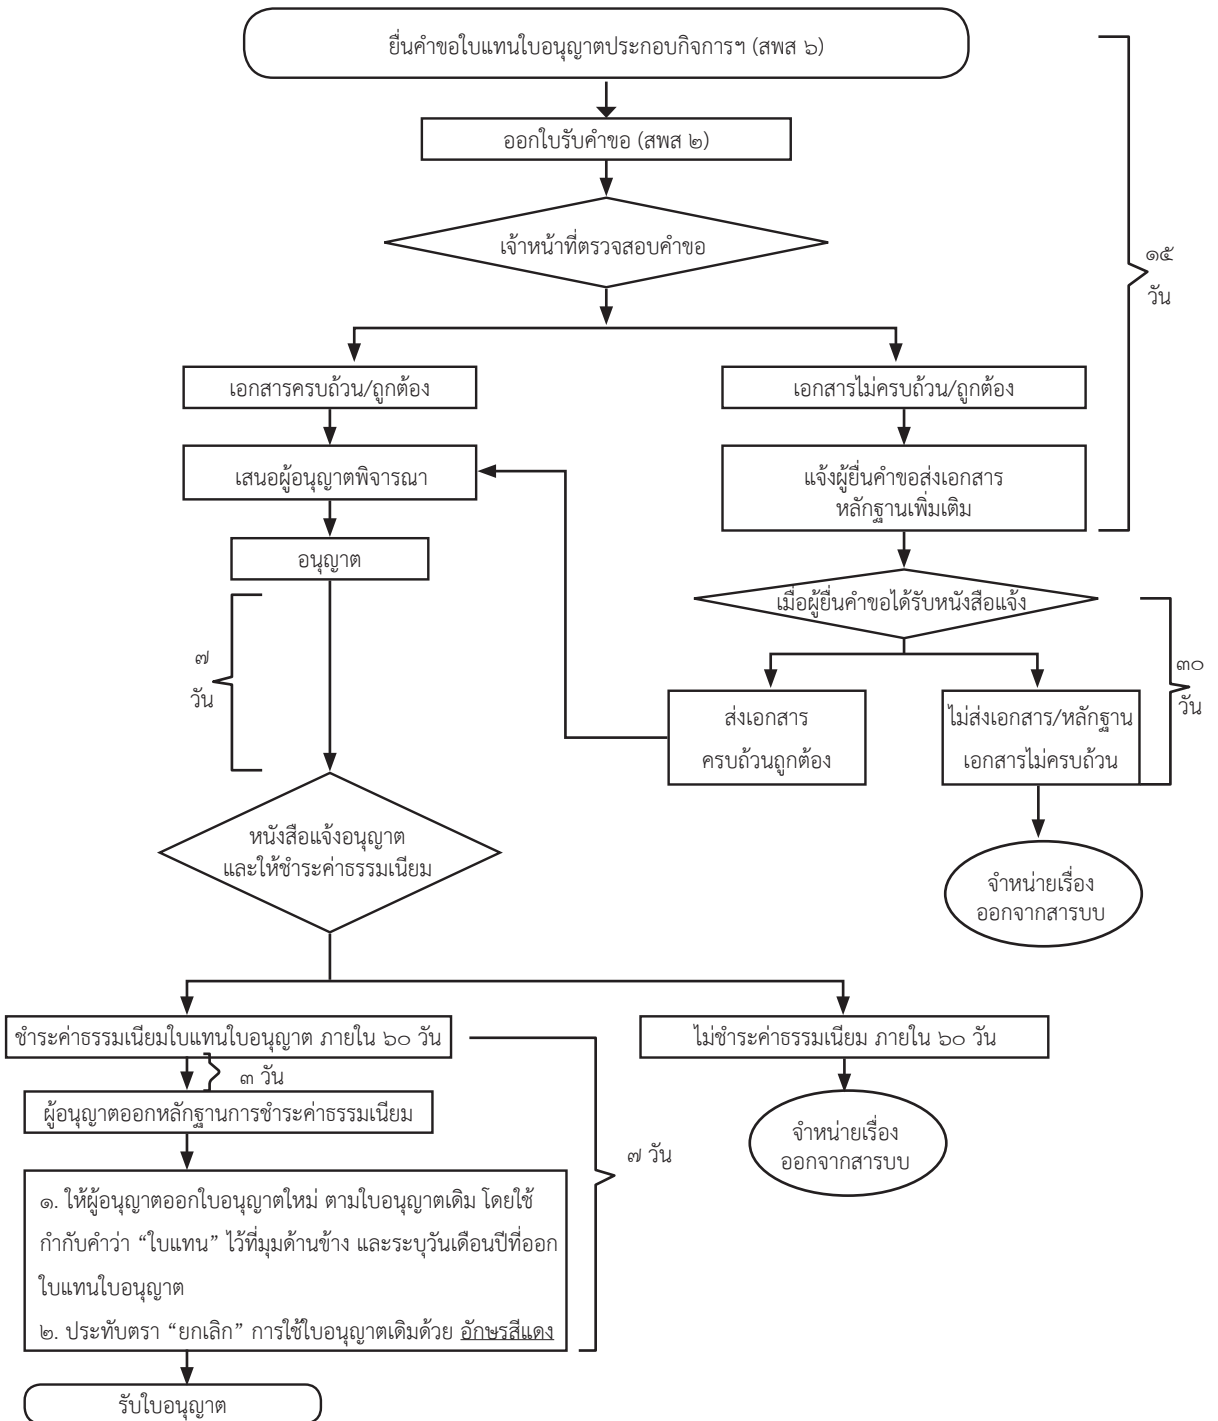 ยื่นคำขอใบแทนใบอนุญาตประกอบกิจการฯ (สพส ๖)
ออกใบรับคำขอ (สพส ๒)
เจ้าหน้าที่ตรวจสอบคำขอ
๑๕
วัน
เอกสารครบถ้วน/ถูกต้อง
เอกสารไม่ครบถ้วน/ถูกต้อง
เสนอผู้อนุญาตพิจารณา
แจ้งผู้ยื่นคำขอส่งเอกสาร
หลักฐานเพิ่มเติม
อนุญาต
เมื่อผู้ยื่นคำขอได้รับหนังสือแจ้ง
๗
วัน
๓๐
วัน
ส่งเอกสาร
ครบถ้วนถูกต้อง
ไม่ส่งเอกสาร/หลักฐาน
เอกสารไม่ครบถ้วน
หนังสือแจ้งอนุญาต
และให้ชำระค่าธรรมเนียม
จำหน่ายเรื่อง
ออกจากสารบบ
ชำระค่าธรรมเนียมใบแทนใบอนุญาต ภายใน ๖๐ วัน
ไม่ชำระค่าธรรมเนียม ภายใน ๖๐ วัน
๓ วัน
ผู้อนุญาตออกหลักฐานการชำระค่าธรรมเนียม
จำหน่ายเรื่อง
ออกจากสารบบ
๗ วัน
๑. ให้ผู้อนุญาตออกใบอนุญาตใหม่ ตามใบอนุญาตเดิม โดยใช้
กำกับคำว่า “ใบแทน” ไว้ที่มุมด้านข้าง และระบุวันเดือนปีที่ออก
ใบแทนใบอนุญาต
๒. ประทับตรา “ยกเลิก” การใช้ใบอนุญาตเดิมด้วย อักษรสีแดง
รับใบอนุญาต